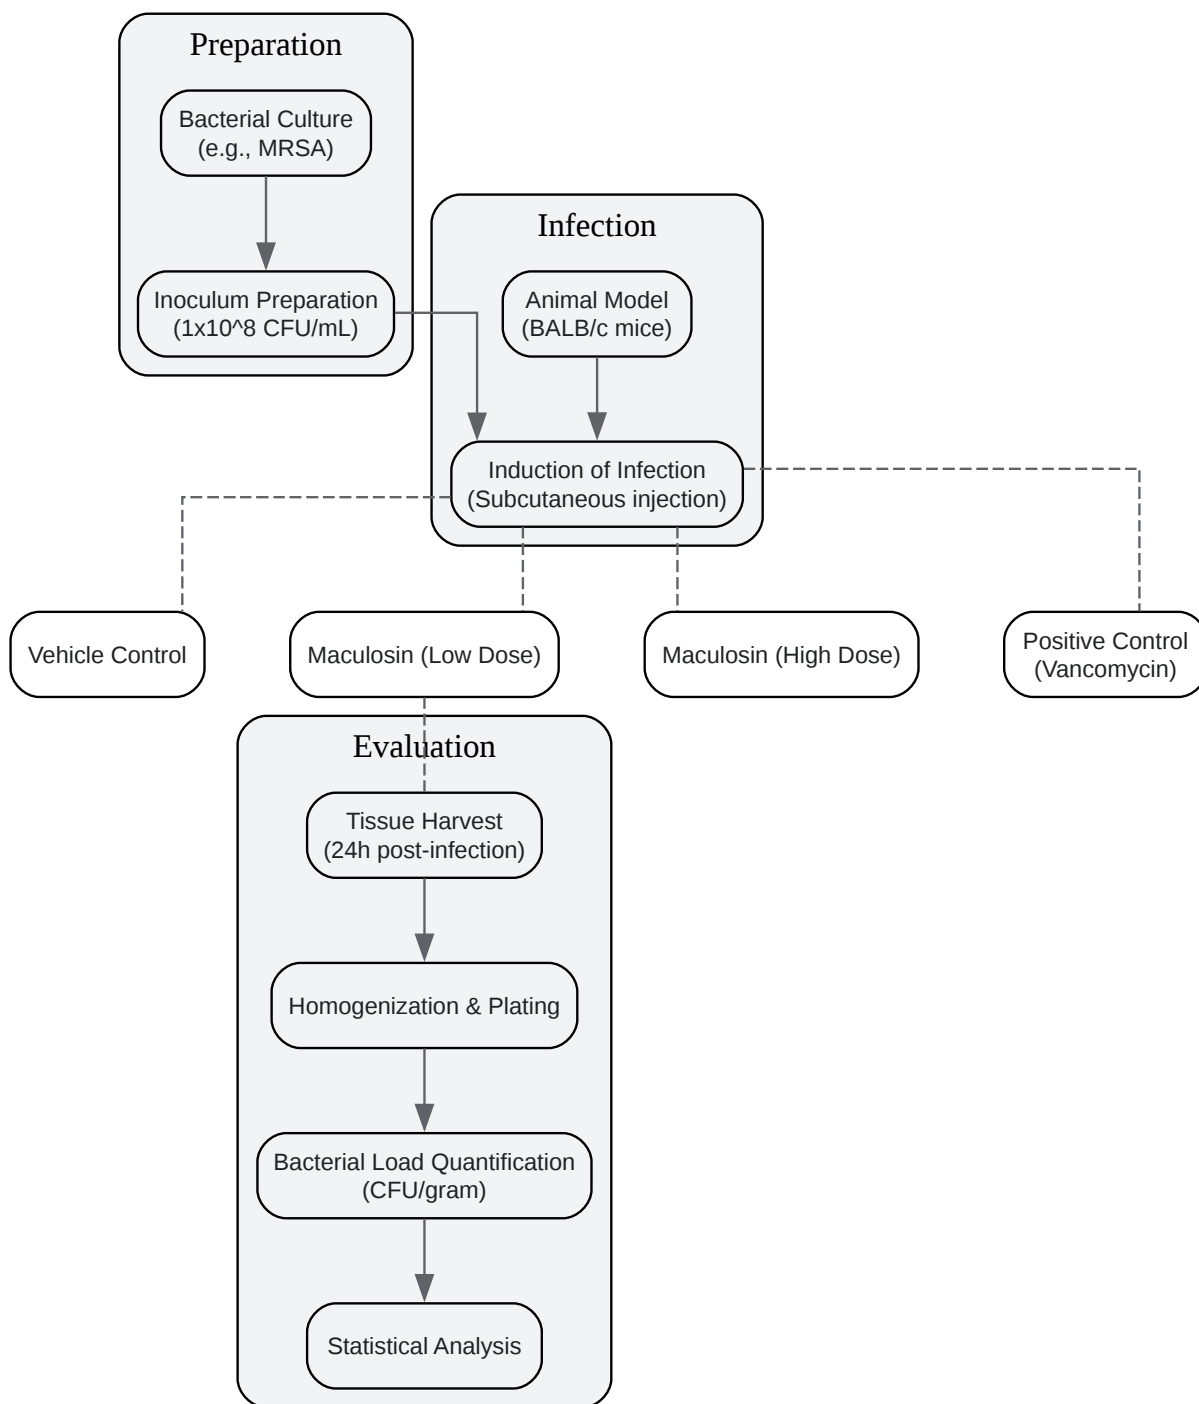 Preparation
Bacterial Culture
(e.g., MRSA)
Inoculum Preparation
(1x10^8 CFU/mL)
Infection
Animal Model
(BALB/c mice)
Induction of Infection
(Subcutaneous injection)
Vehicle Control
Maculosin (Low Dose)
Maculosin (High Dose)
Positive Control
(Vancomycin)
Evaluation
Tissue Harvest
(24h post-infection)
Homogenization & Plating
Bacterial Load Quantification
(CFU/gram)
Statistical Analysis